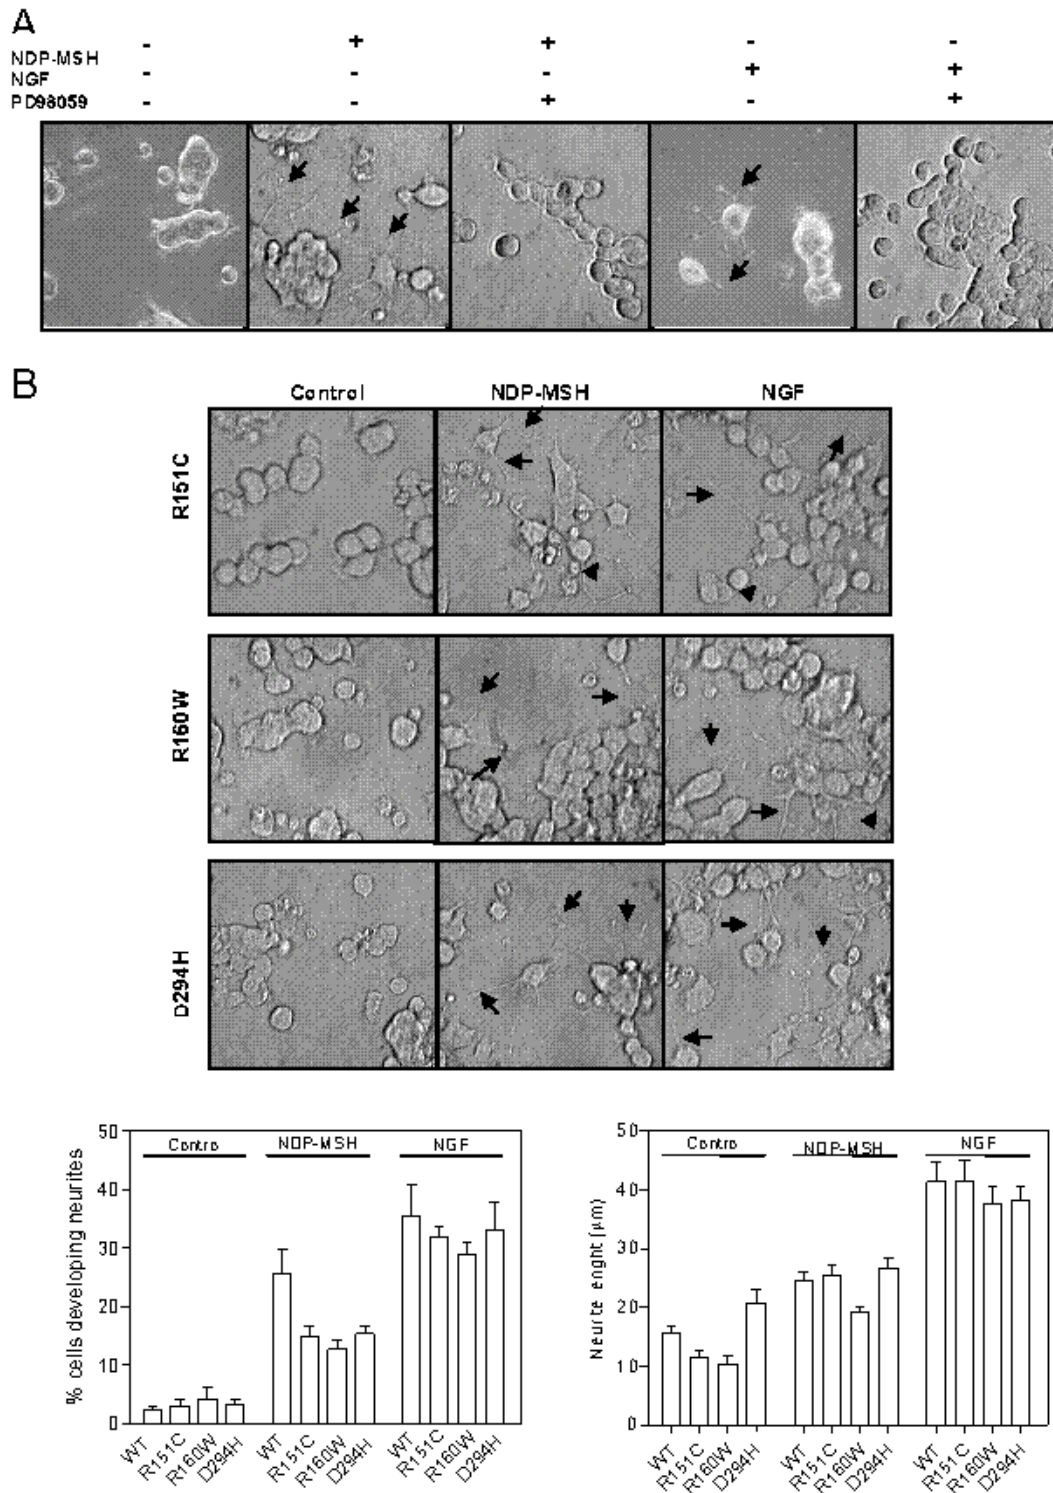 A
NDP-MSH - + + - -
NGF - - - + +
PD98059 - - + - +
B
Control NDP-MSH NGF
R151C
R160W
D294H
% cells developing neurites
50
40
30
20
10
0
Contro NDP-MSH NGF
WT R151C R160W D294H WT R151C R160W D294H WT R151C R160W D294H
Neurite enght (μm)
50
40
30
20
10
0
Contro NDP-MSH NGF
WT R151C R160W D294H WT R151C R160W D294H WT R151C R160W D294H